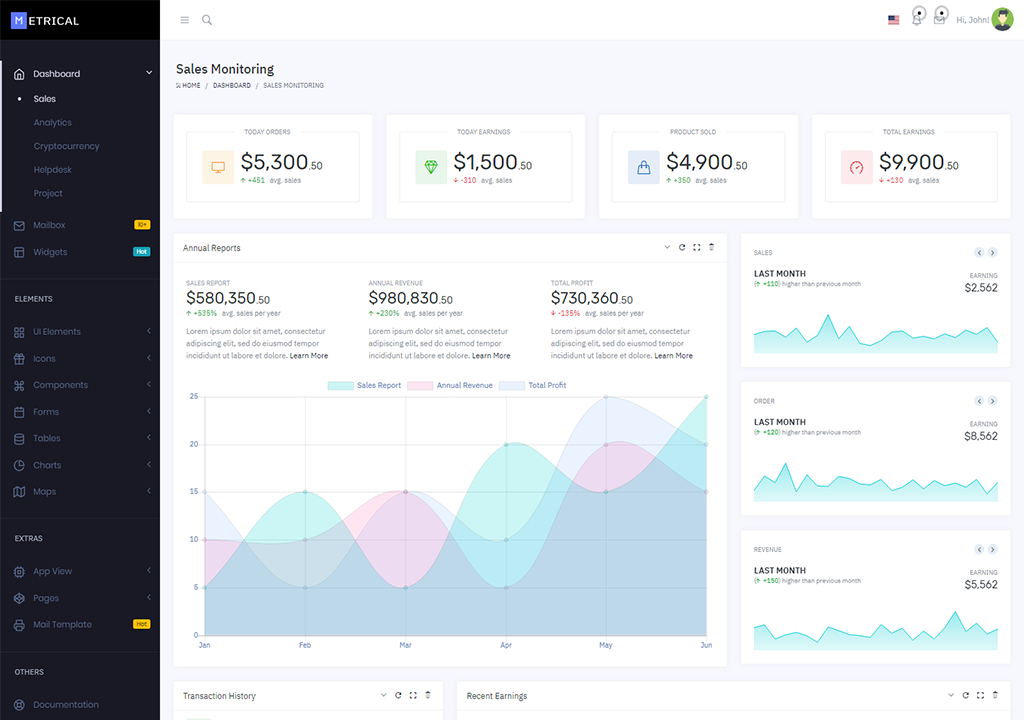 METRICAL
Hi, John!
Dashboard
Sales
Analytics
Cryptocurrency
Helpdesk
Project
Mailbox
Widgets Hot
ELEMENTS
UI Elements
Icons
Components
Forms
Tables
Charts
Maps
EXTRAS
App View
Pages
Mail Template Hot
OTHERS
Documentation
Sales Monitoring
HOME / DASHBOARD / SALES MONITORING
TODAY ORDERS
$5,300.50
+451 avg. sales
TODAY EARNINGS
$1,500.50
-310 avg. sales
PRODUCT SOLD
$4,900.50
+350 avg. sales
TOTAL EARNINGS
$9,900.50
+130 avg. sales
Annual Reports
SALES REPORT
$580,350.50
+535% avg. sales per year
Lorem ipsum dolor sit amet, consectetur
adipiscing elit, sed do eiusmod tempor
incididunt ut labore et dolore. Learn More
ANNUAL REVENUE
$980,830.50
+230% avg. sales per year
Lorem ipsum dolor sit amet, consectetur
adipiscing elit, sed do eiusmod tempor
incididunt ut labore et dolore. Learn More
TOTAL PROFIT
$730,360.50
-135% avg. sales per year
Lorem ipsum dolor sit amet, consectetur
adipiscing elit, sed do eiusmod tempor
incididunt ut labore et dolore. Learn More
Sales Report Annual Revenue Total Profit
25
20
15
10
5
0
Jan Feb Mar Apr May Jun
SALES
LAST MONTH
(+110) higher than previous month
EARNING
$2,562
ORDER
LAST MONTH
(+120) higher than previous month
EARNING
$8,562
REVENUE
LAST MONTH
(+150) higher than previous month
EARNING
$5,562
Transaction History
Recent Earnings